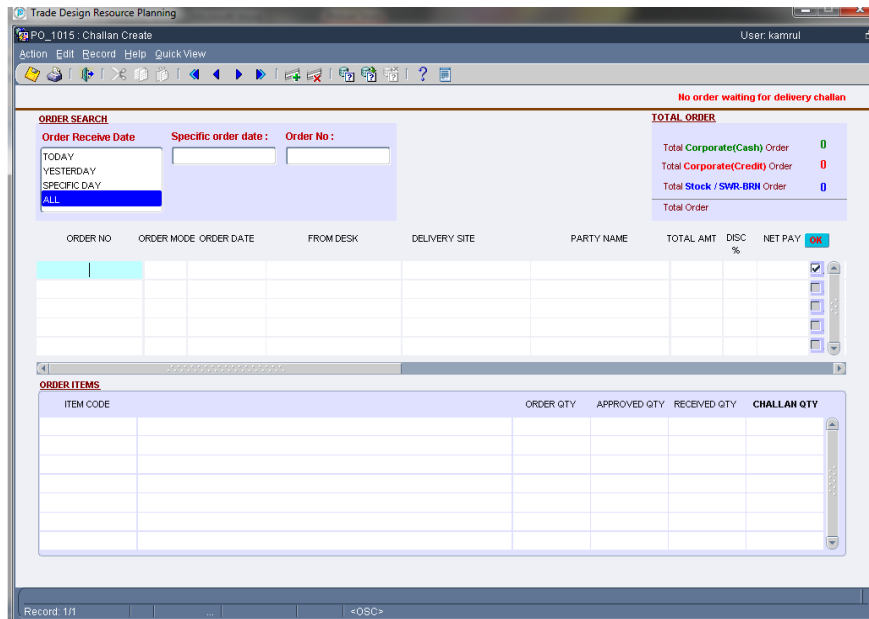 Trade Design Resource Planning
PO_1015 : Challan Create User: kamrul
Action Edit Record Help Quick View
No order waiting for delivery challan
ORDER SEARCH
Order Receive Date Specific order date : Order No :
TODAY
YESTERDAY
SPECIFIC DAY
ALL
TOTAL ORDER
Total Corporate(Cash) Order 0
Total Corporate(Credit) Order 0
Total Stock / SWR-BRN Order 0
Total Order
ORDER NO ORDER MODE ORDER DATE FROM DESK DELIVERY SITE PARTY NAME TOTAL AMT DISC % NET PAY OK
ORDER ITEMS
ITEM CODE ORDER QTY APPROVED QTY RECEIVED QTY CHALLAN QTY
Record: 1/1 ... <OSC>